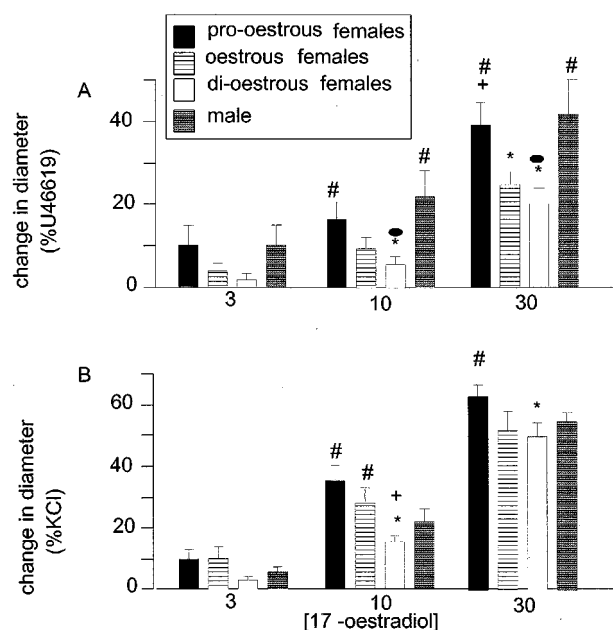 pro-oestrous females
oestrous females
di-oestrous females
male
A
change in diameter
(%U46619)
40
20
0
#
+
#
#
#
*
*
*
3
10
30
B
change in diameter
(%KCl)
60
40
20
0
#
#
#
+
*
*
3
10
30
[17 -oestradiol]